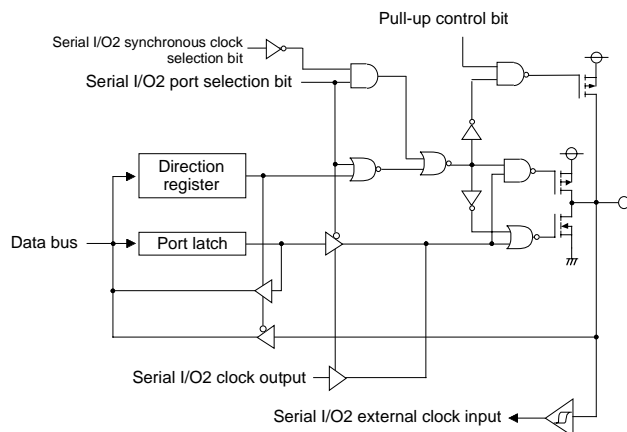 Pull-up control bit
Serial I/O2 synchronous clock
selection bit
Serial I/O2 port selection bit
Direction
register
Data bus
Port latch
Serial I/O2 clock output
Serial I/O2 external clock input